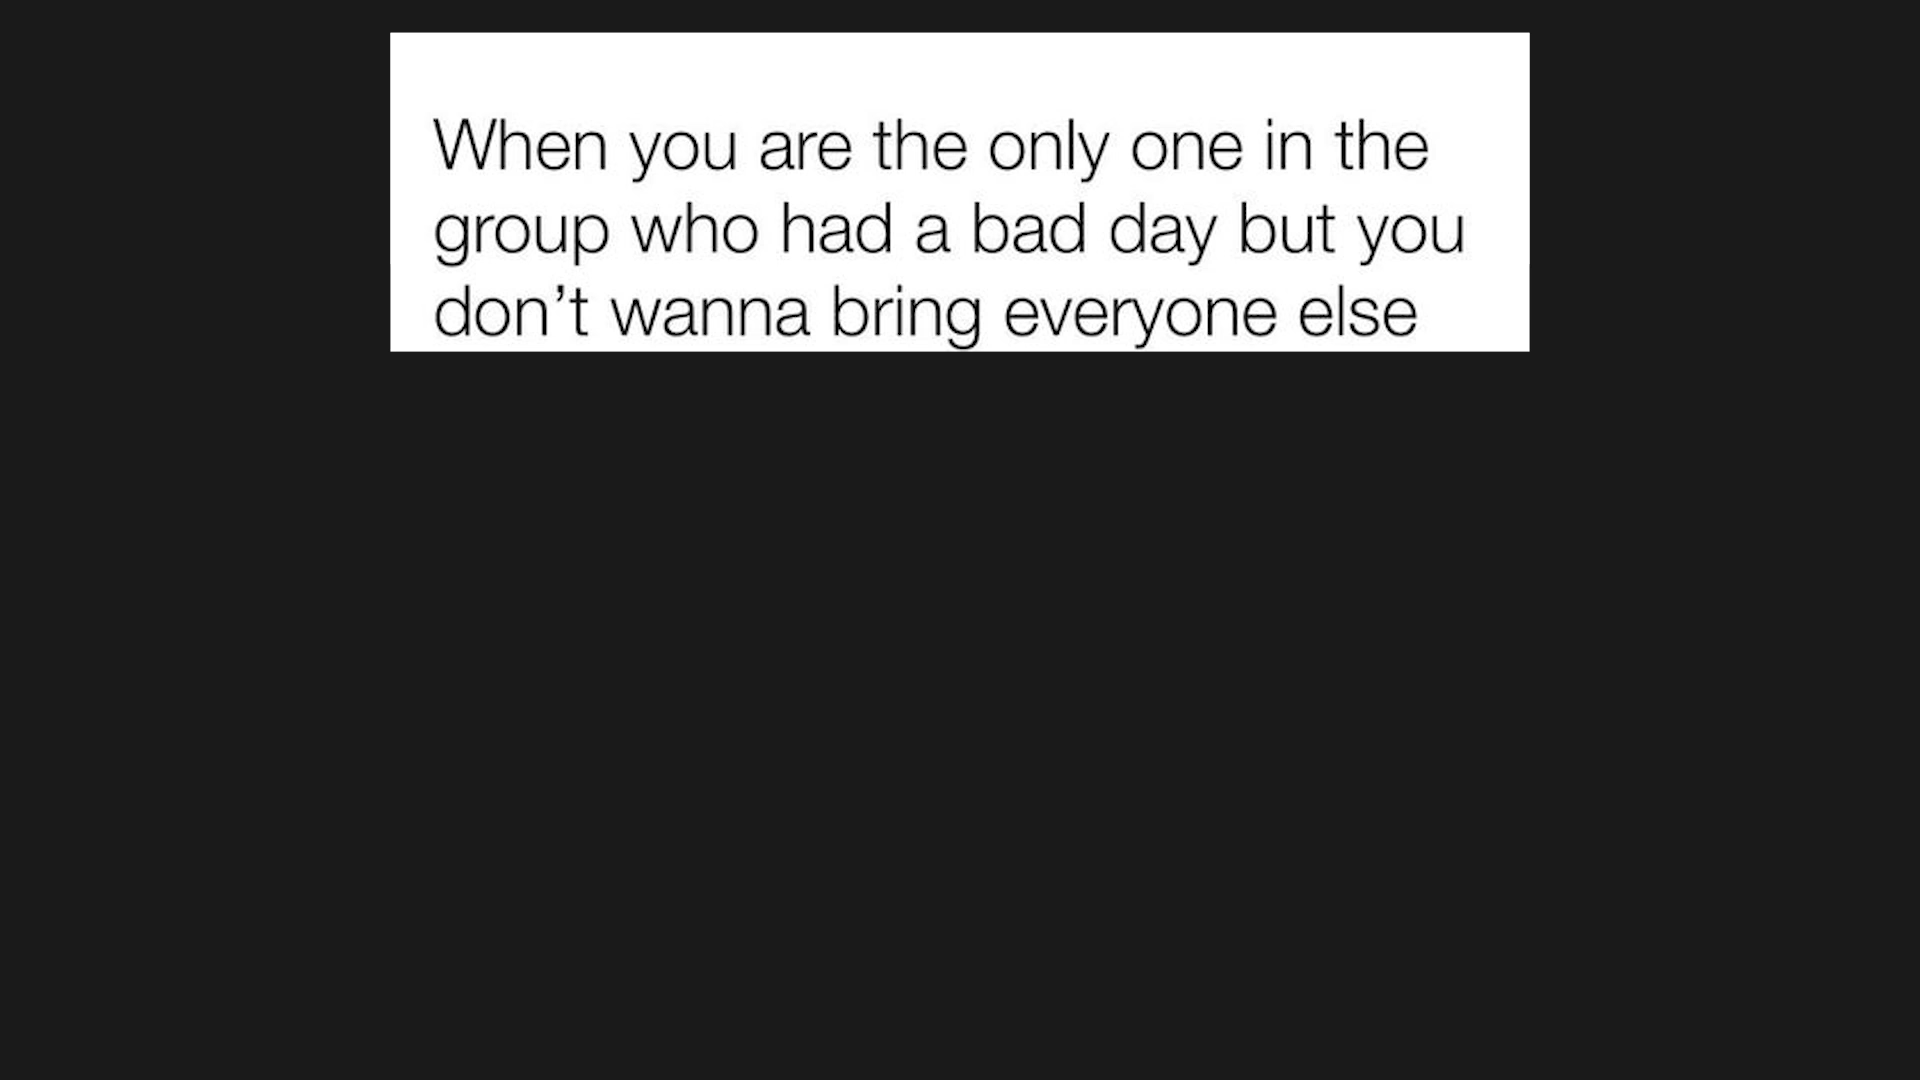 When you are the only one in the
group who had a bad day but you
don’t wanna bring everyone else